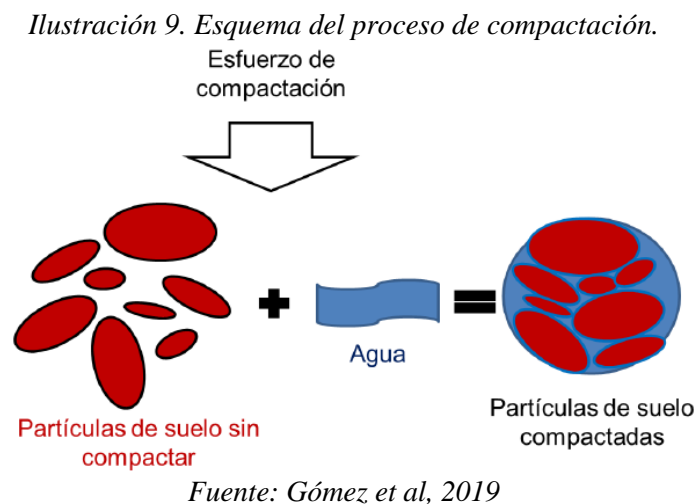 Ilustración 9. Esquema del proceso de compactación.
Esfuerzo de
compactación
Agua
Partículas de suelo sin
compactar
Partículas de suelo
compactadas
Fuente: Gómez et al, 2019